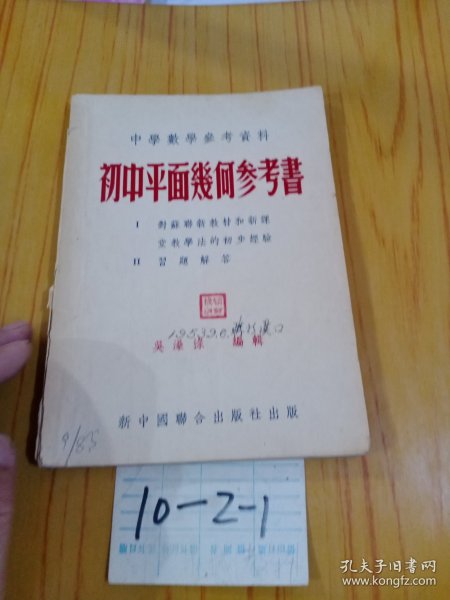 中學數學參考資料
初中平面幾何參考書
I 對蘇聯新教材和新課
堂教學法的初步經驗
II 習題解答
編輯
新中國聯合出版社出版
9/85
10-2-1
孔夫子旧书网
www.kongfz.com